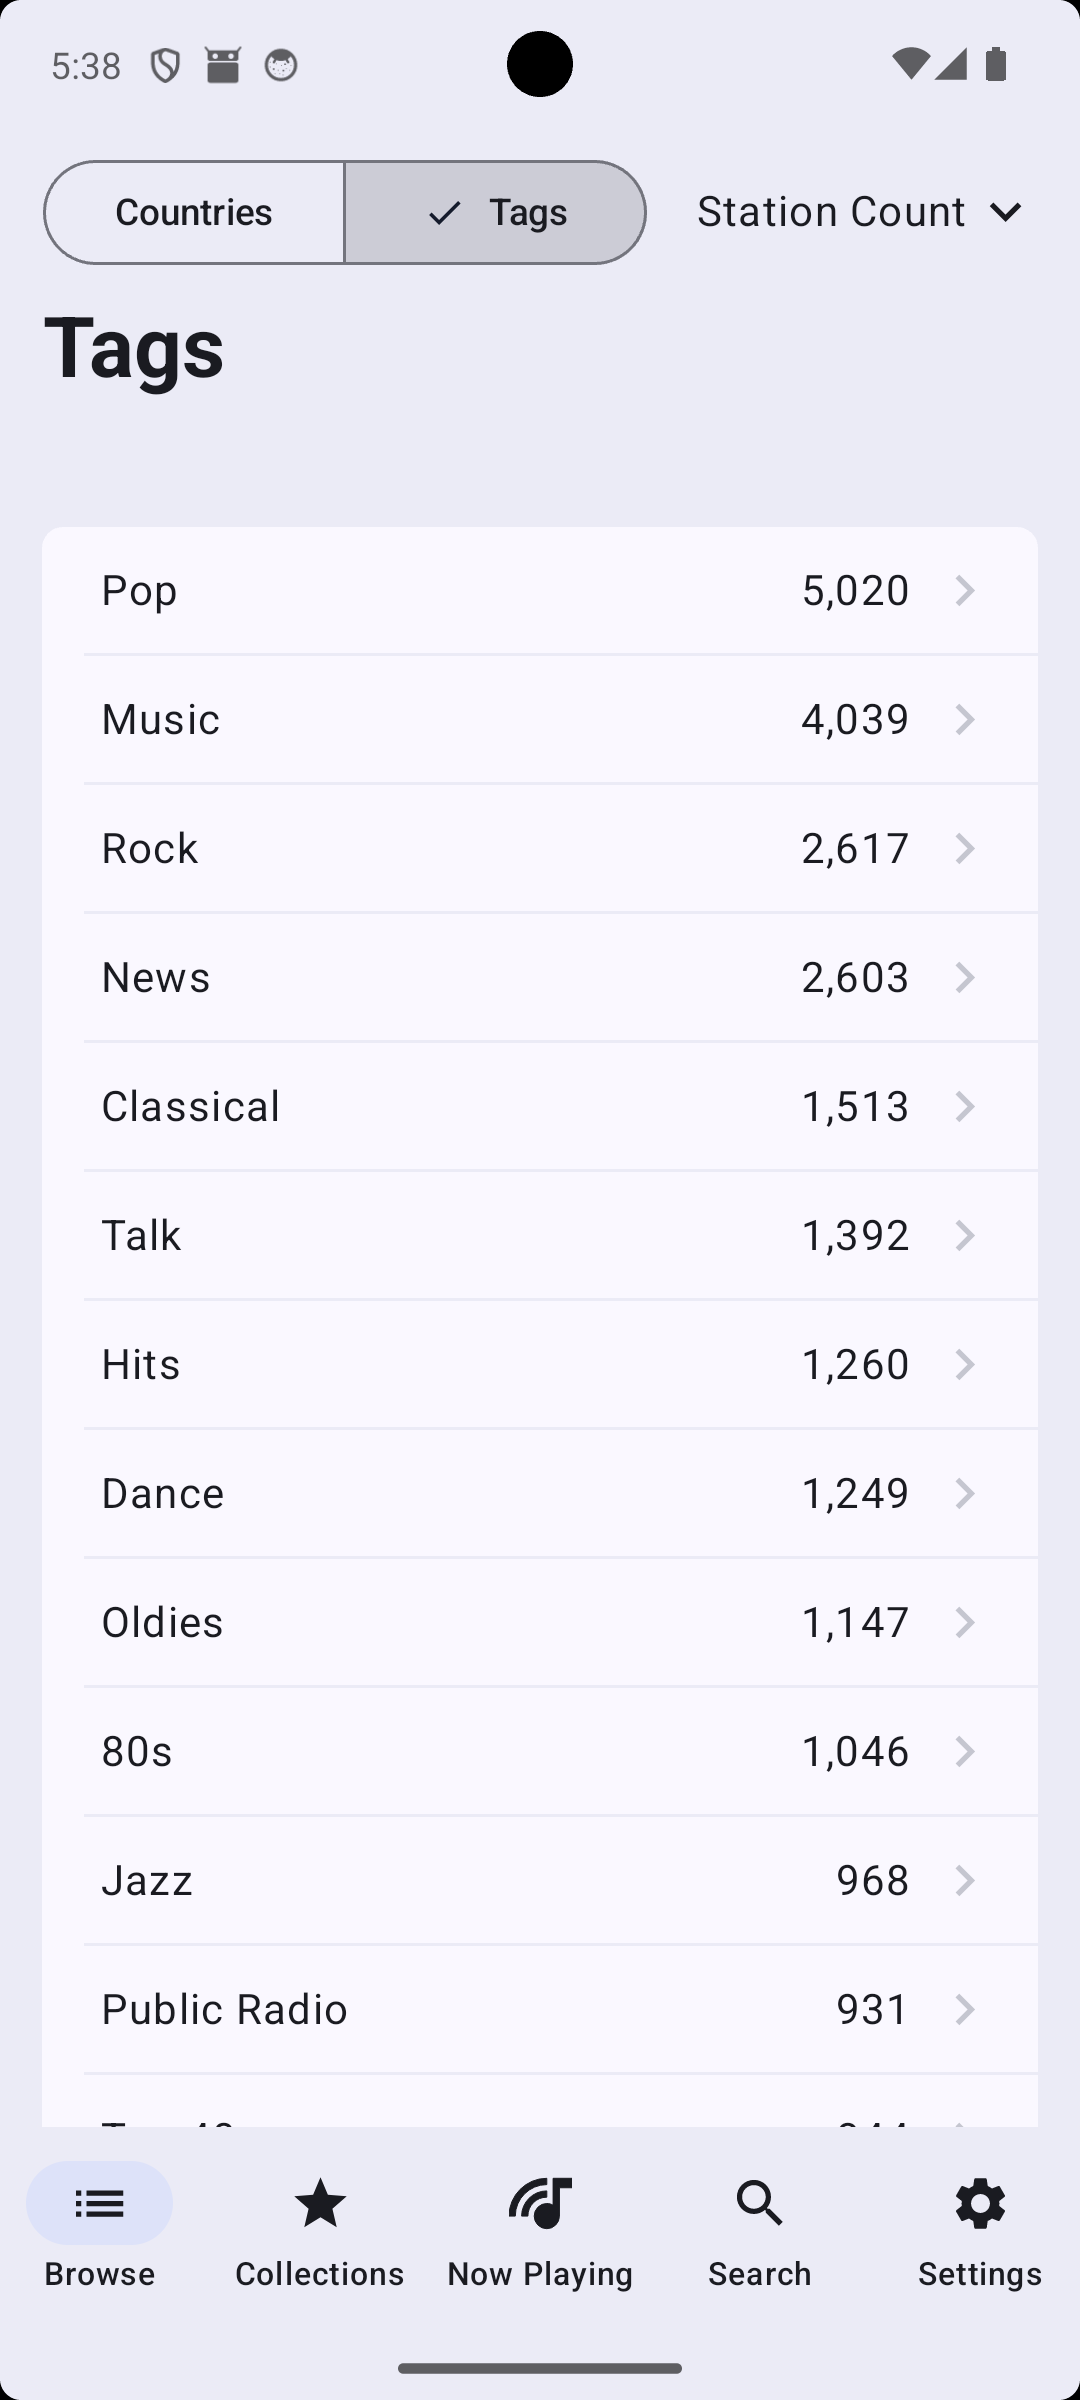 5:38
Countries
Tags
Station Count
Tags
Pop 5,020
Music 4,039
Rock 2,617
News 2,603
Classical 1,513
Talk 1,392
Hits 1,260
Dance 1,249
Oldies 1,147
80s 1,046
Jazz 968
Public Radio 931
Browse
Collections
Now Playing
Search
Settings